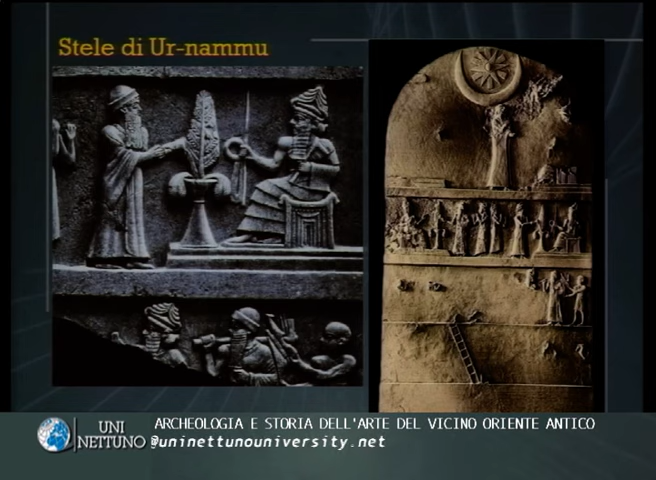 Stele di Ur-nammu
UNI
NETTUNO
ARCHEOLOGIA E STORIA DELL'ARTE DEL VICINO ORIENTE ANTICO
@uninettunouniversity.net